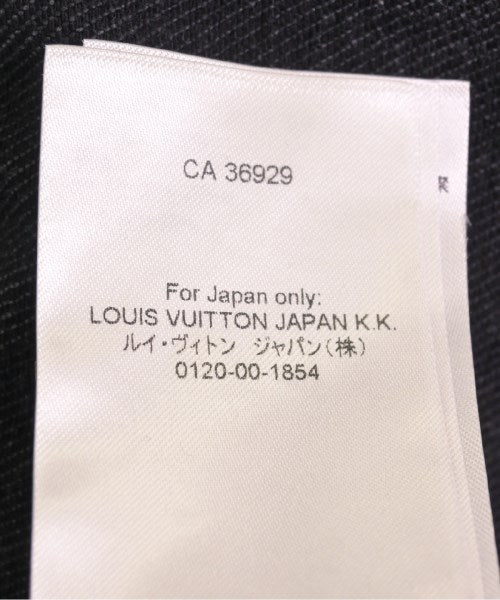 CA 36929
For Japan only:
LOUIS VUITTON JAPAN K.K.
ルイ・ヴィトン ジャパン(株)
0120-00-1854